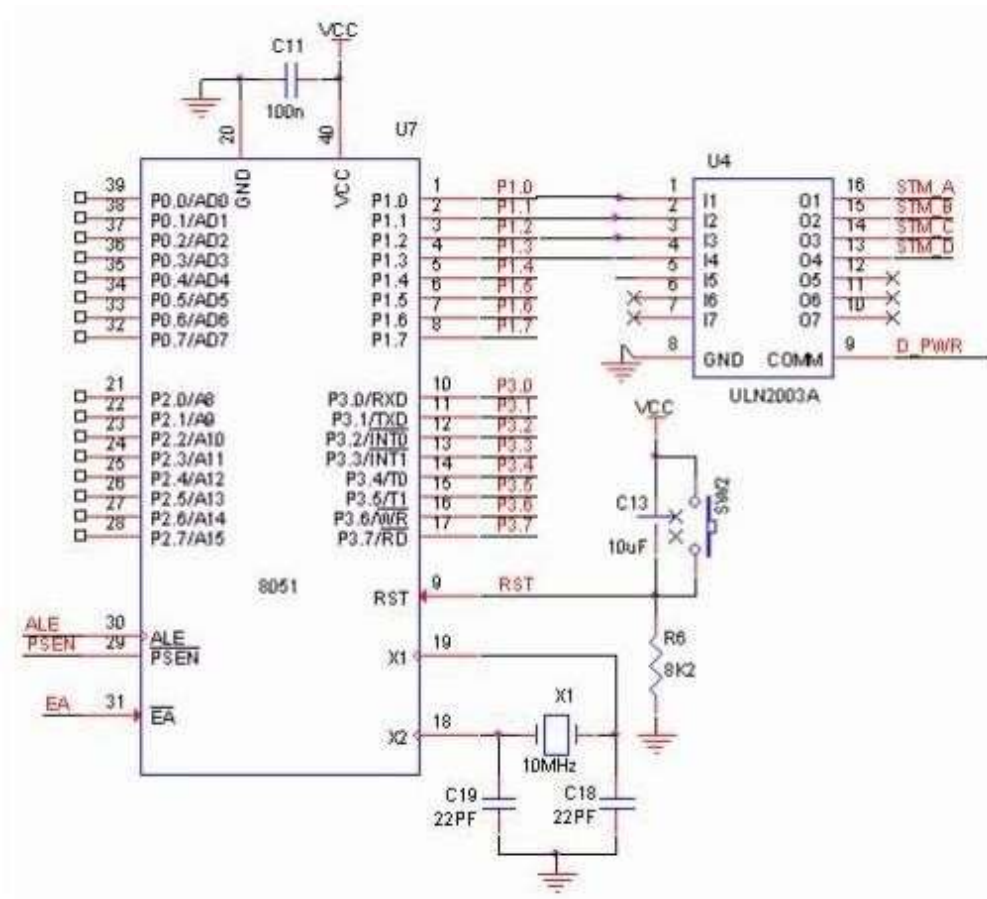 VCC
C11
100n
20
40
U7
GND
VCC
39 P0.0/AD0
38 P0.1/AD1
37 P0.2/AD2
36 P0.3/AD3
35 P0.4/AD4
34 P0.5/AD5
33 P0.6/AD6
32 P0.7/AD7
P1.0 1 P1.0
P1.1 2 P1.1
P1.2 3 P1.2
P1.3 4 P1.3
P1.4 5 P1.4
P1.5 6 P1.5
P1.6 7 P1.6
P1.7 8 P1.7
U4
1 I1 O1 16 STM_A
2 I2 O2 15 STM_B
3 I3 O3 14 STM_C
4 I4 O4 13 STM_D
5 I5 O5 12
6 I6 O6 11
7 I7 O7 10
8 GND COMM 9 D_PWR
ULN2003A
21 P2.0/A8
22 P2.1/A9
23 P2.2/A10
24 P2.3/A11
25 P2.4/A12
26 P2.5/A13
27 P2.6/A14
28 P2.7/A15
P3.0/RXD 10 P3.0
P3.1/TXD 11 P3.1
P3.2/INT0 12 P3.2
P3.3/INT1 13 P3.3
P3.4/T0 14 P3.4
P3.5/T1 15 P3.5
P3.6/WR 16 P3.6
P3.7/RD 17 P3.7
VCC
C13
10uF
SW2
8051
RST 9 RST
ALE 30 ALE
PSEN 29 PSEN
EA 31 EA
X1 19
X2 18
R6
8K2
X1
10MHz
C19
22PF
C18
22PF